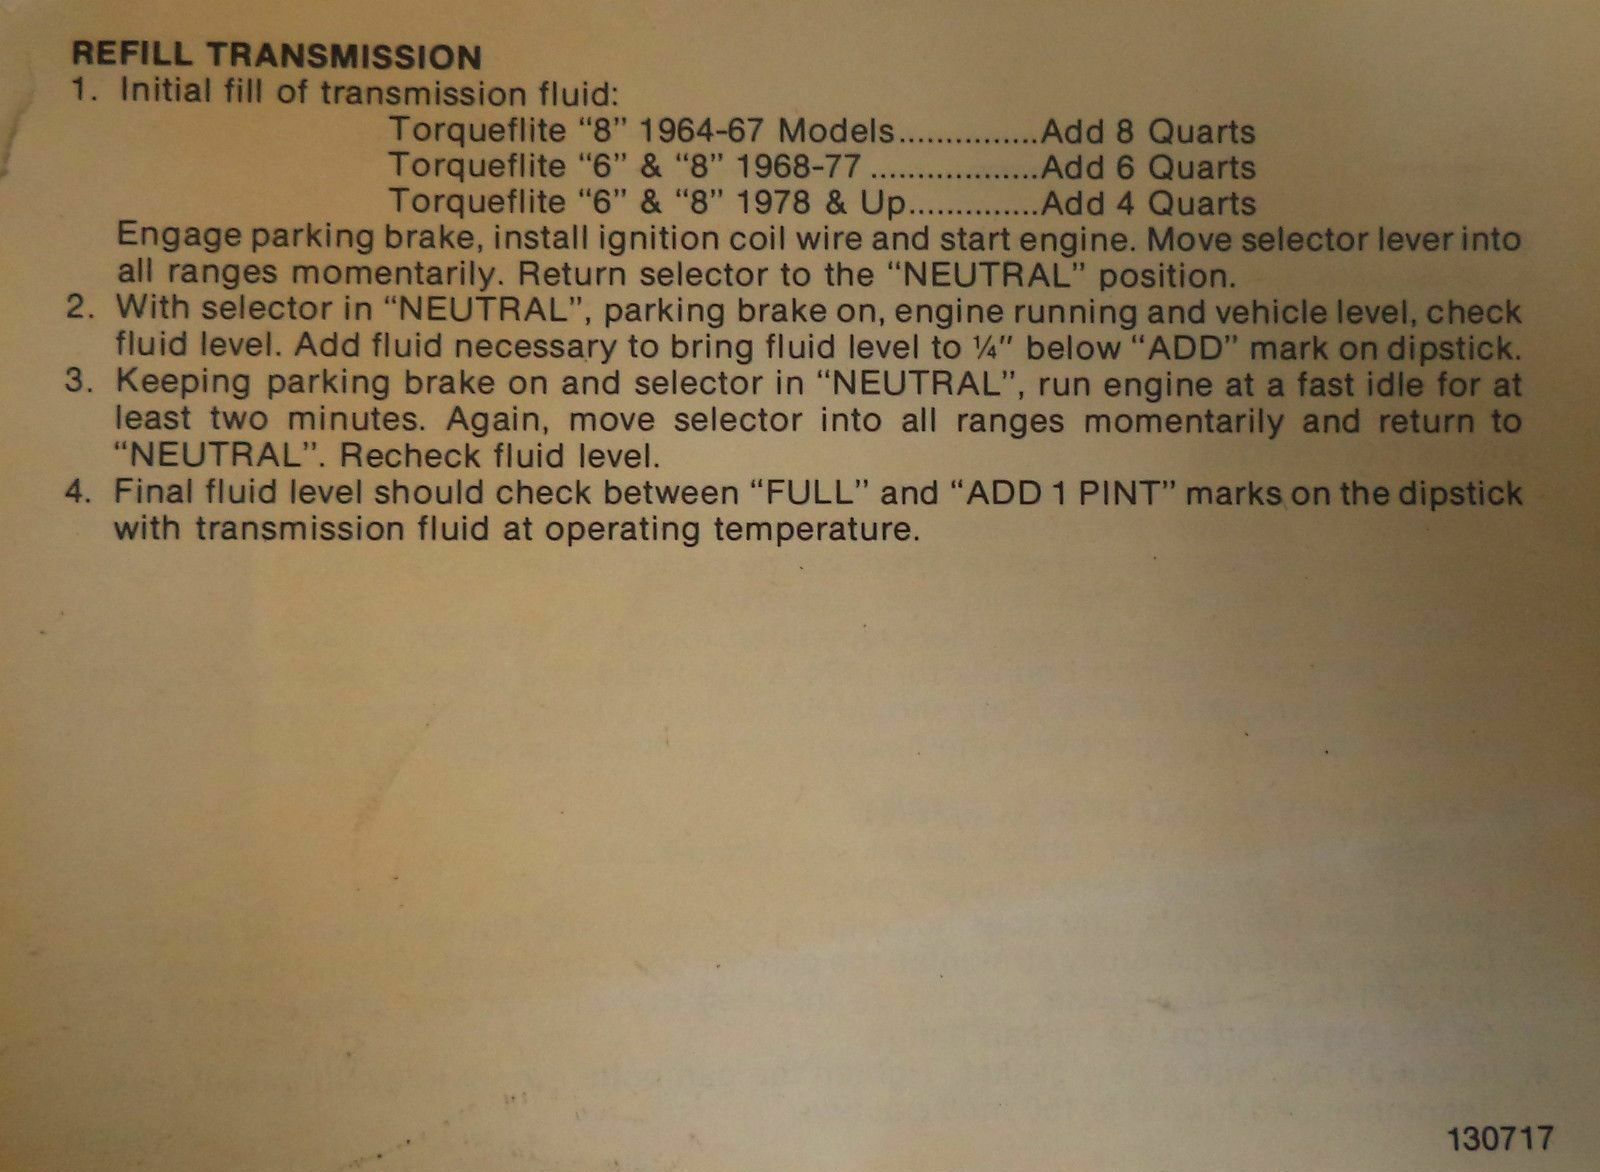 REFILL TRANSMISSION
1. Initial fill of transmission fluid:
Torqueflite “8” 1964-67 Models...............Add 8 Quarts
Torqueflite “6” & “8” 1968-77 ..................Add 6 Quarts
Torqueflite “6” & “8” 1978 & Up..............Add 4 Quarts
Engage parking brake, install ignition coil wire and start engine. Move selector lever into
all ranges momentarily. Return selector to the “NEUTRAL” position.
2. With selector in “NEUTRAL”, parking brake on, engine running and vehicle level, check
fluid level. Add fluid necessary to bring fluid level to ¼” below “ADD” mark on dipstick.
3. Keeping parking brake on and selector in “NEUTRAL”, run engine at a fast idle for at
least two minutes. Again, move selector into all ranges momentarily and return to
“NEUTRAL”. Recheck fluid level.
4. Final fluid level should check between “FULL” and “ADD 1 PINT” marks on the dipstick
with transmission fluid at operating temperature.
130717